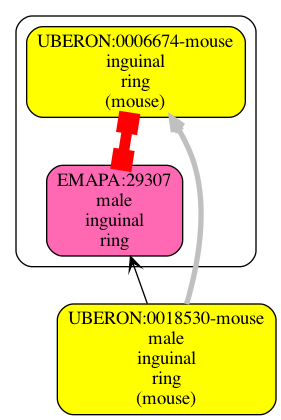 UBERON:0006674-mouse
inguinal
ring
(mouse)
EMAPA:29307
male
inguinal
ring
UBERON:0018530-mouse
male
inguinal
ring
(mouse)